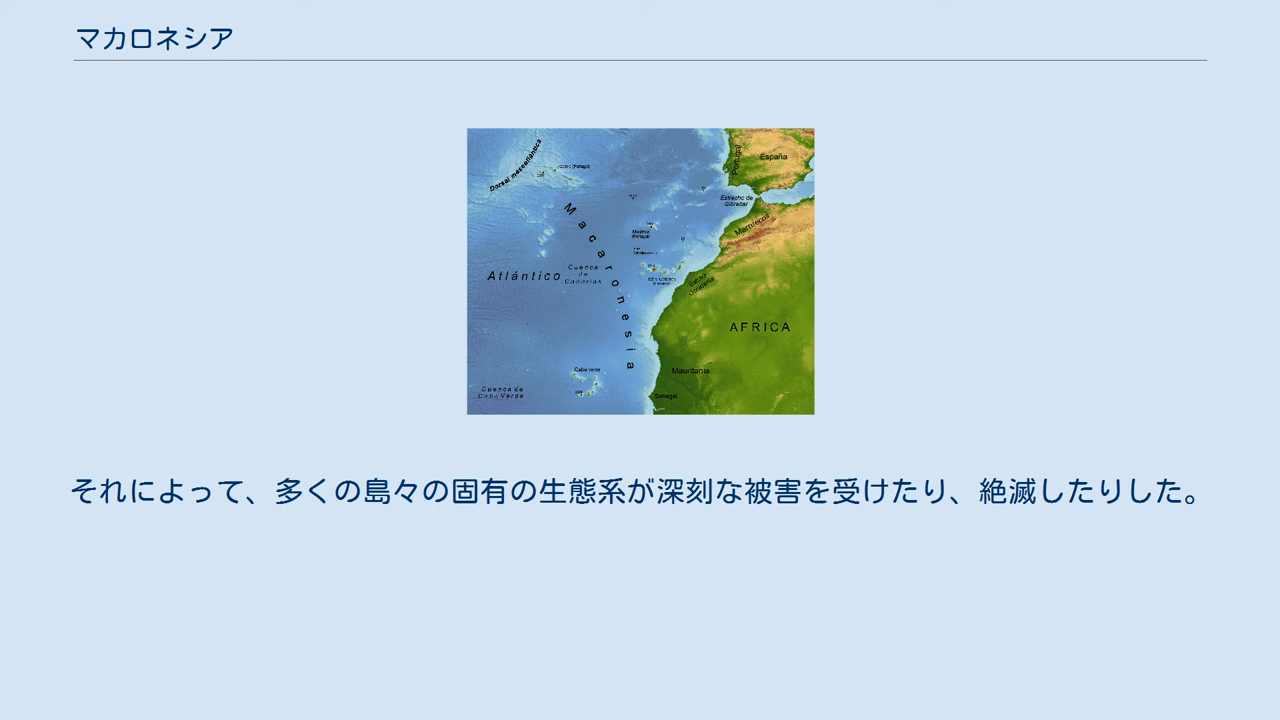 マカロネシア
Dorsal mesoatlántica
Portugal
España
Estrecho de
Gibraltar
Macaronesia
Marruecos
Atlántico
Cuenca
de
Canarias
AFRICA
Cabo Verde
Mauritania
Cuenca de
Cabo Verde
Senegal
それによって、多くの島々の固有の生態系が深刻な被害を受けたり、絶滅したりした。